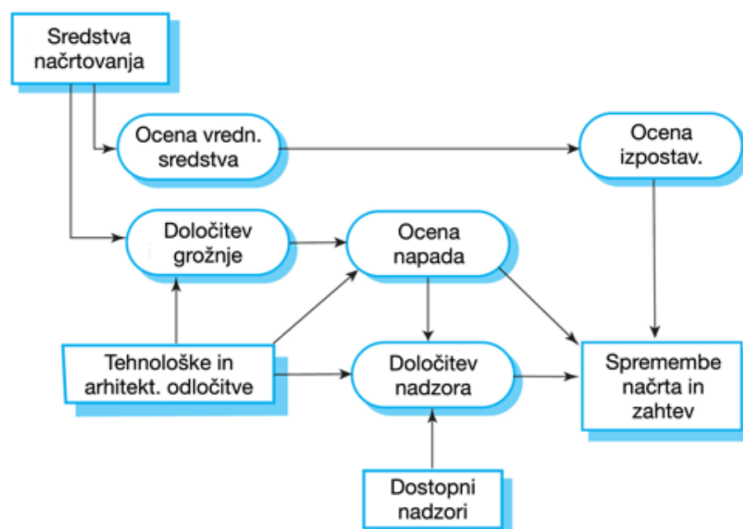 Sredstva
načrtovanja
Ocena vredn.
sredstva
Ocena
izpostav.
Določitev
grožnje
Ocena
napada
Tehnološke in
arhitekt. odločitve
Določitev
nadzora
Spremembe
načrta in
zahtev
Dostopni
nadzori